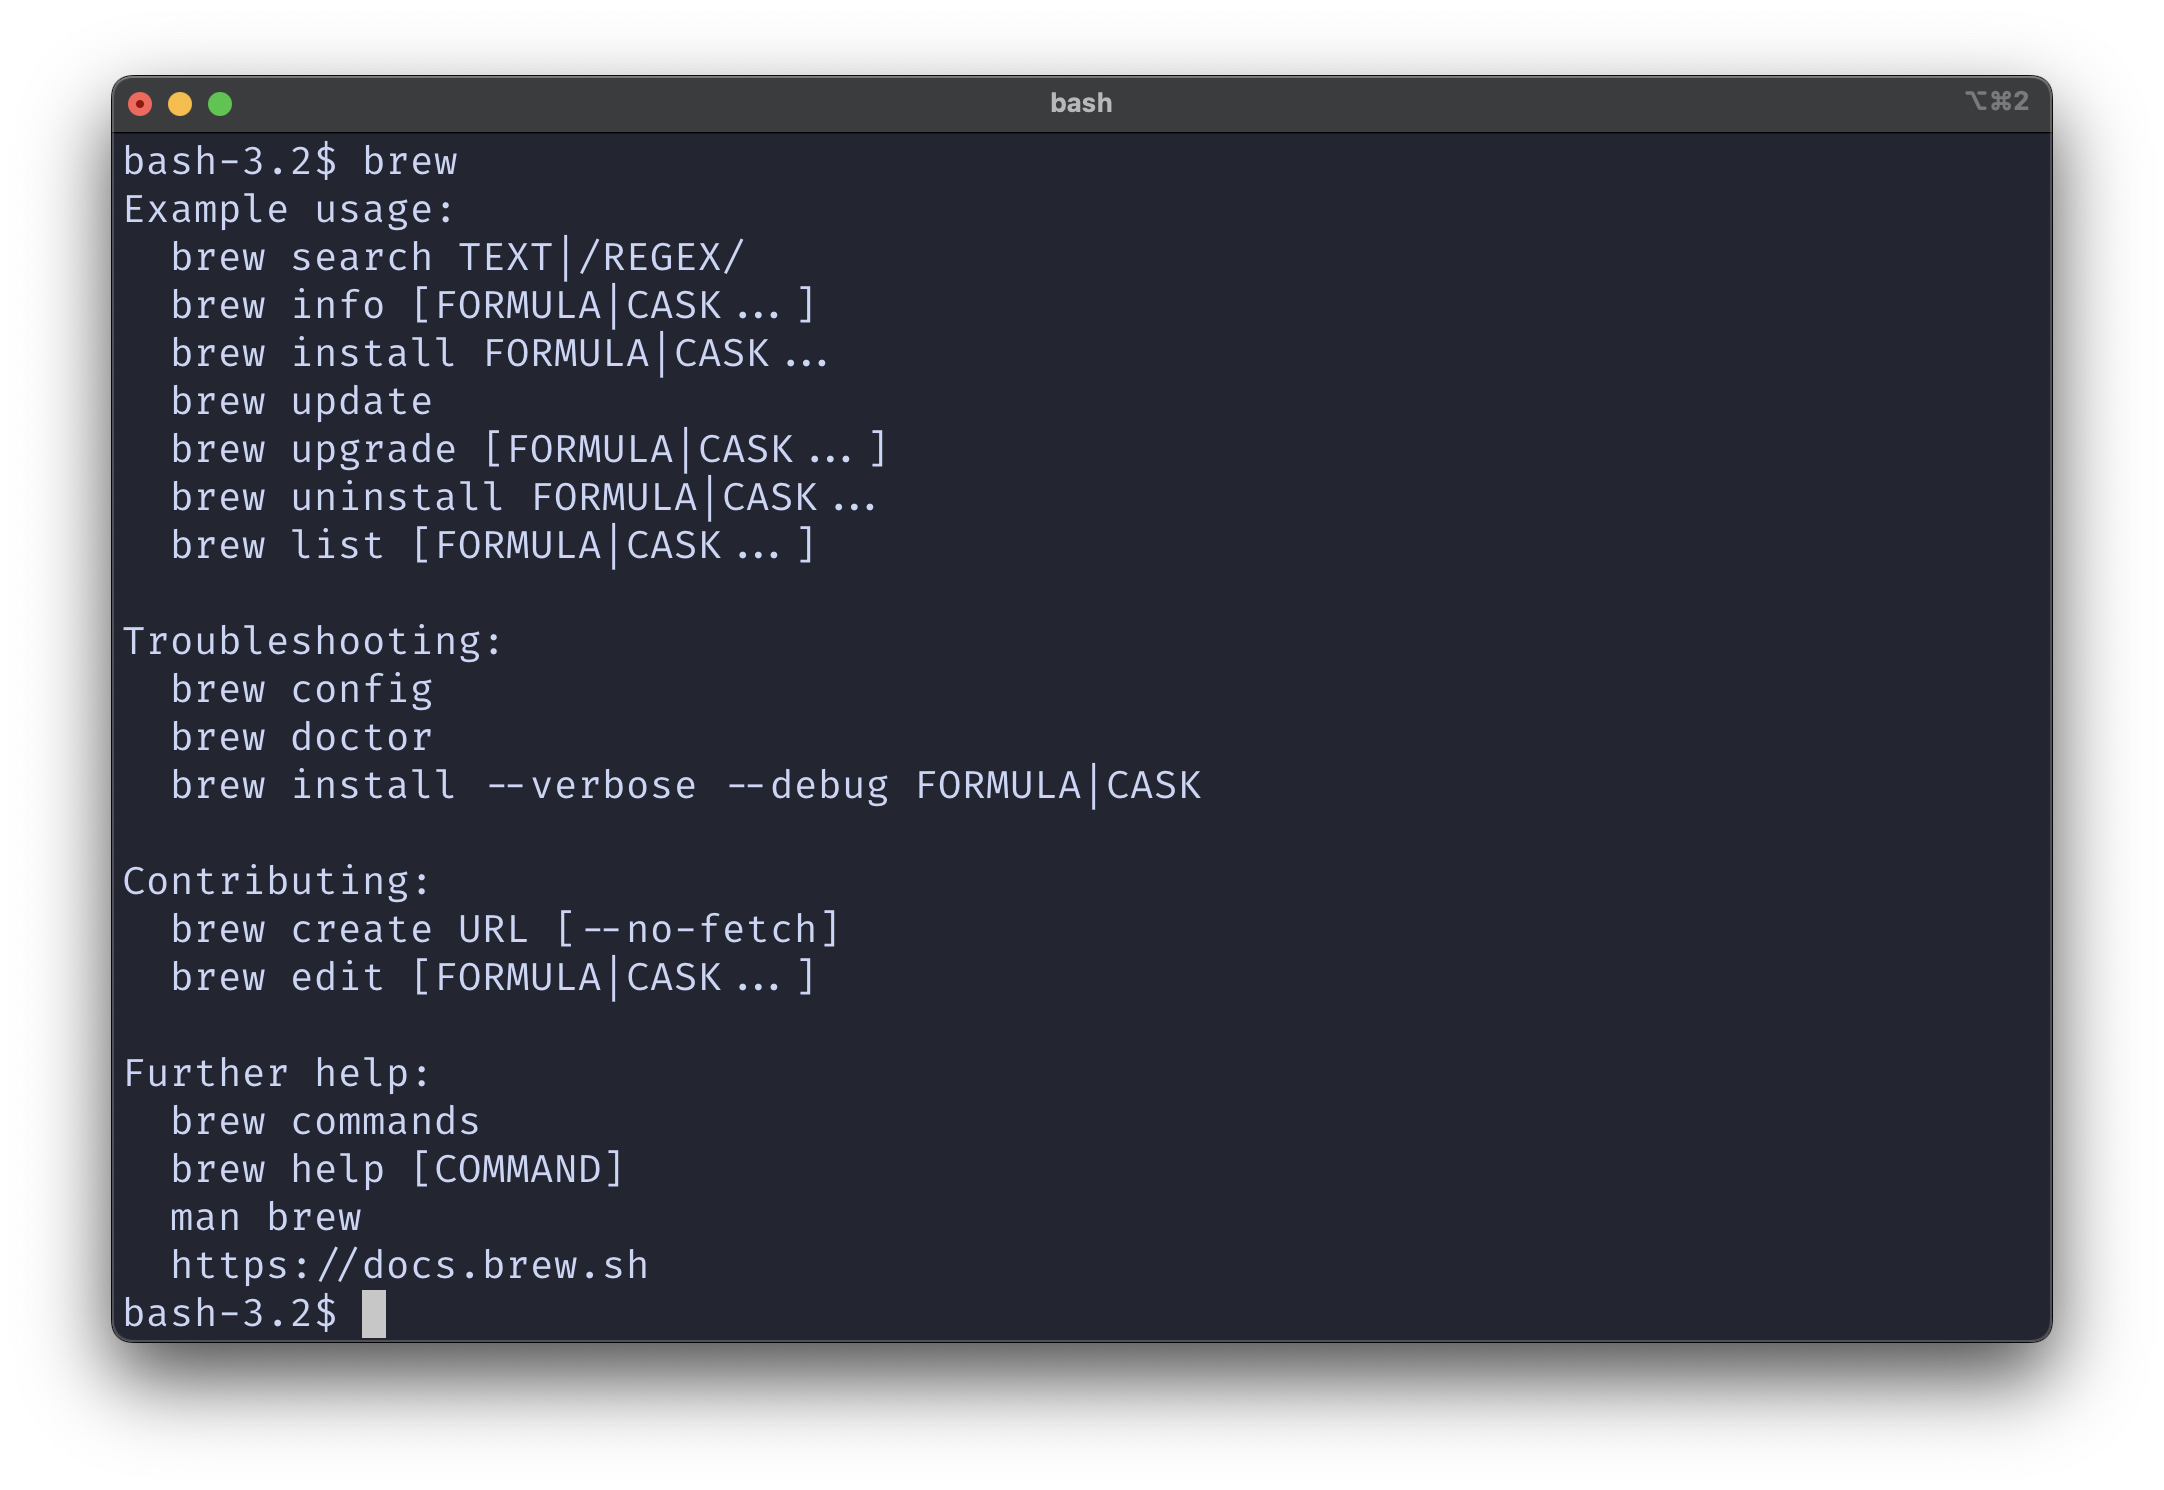 bash
⌥⌘2
bash-3.2$ brew
Example usage:
  brew search TEXT|/REGEX/
  brew info [FORMULA|CASK...]
  brew install FORMULA|CASK...
  brew update
  brew upgrade [FORMULA|CASK...]
  brew uninstall FORMULA|CASK...
  brew list [FORMULA|CASK...]

Troubleshooting:
  brew config
  brew doctor
  brew install --verbose --debug FORMULA|CASK

Contributing:
  brew create URL [--no-fetch]
  brew edit [FORMULA|CASK...]

Further help:
  brew commands
  brew help [COMMAND]
  man brew
  https://docs.brew.sh
bash-3.2$